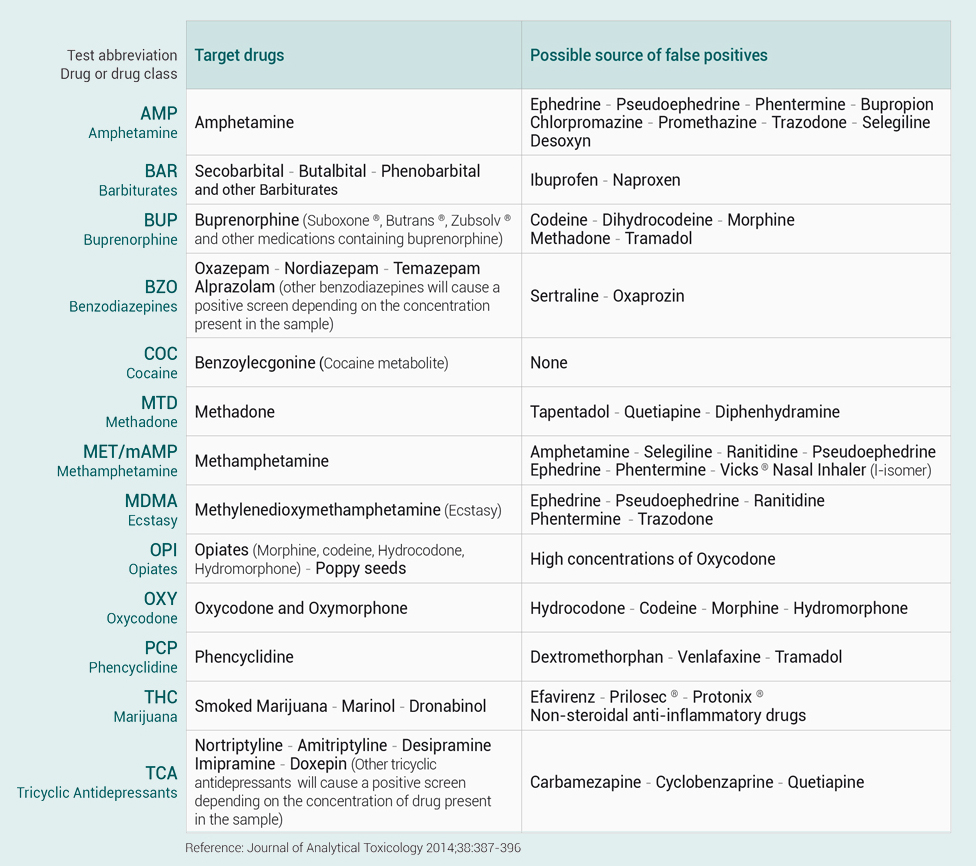 Test abbreviation
Drug or drug class
Target drugs
Possible source of false positives
AMP
Amphetamine
Amphetamine
Ephedrine - Pseudoephedrine - Phentermine - Bupropion
Chlorpromazine - Promethazine - Trazodone - Selegiline
Desoxyn
BAR
Barbiturates
Secobarbital - Butalbital - Phenobarbital
and other Barbiturates
Ibuprofen - Naproxen
BUP
Buprenorphine
Buprenorphine (Suboxone ®, Butrans ®, Zubsolv ®
and other medications containing buprenorphine)
Codeine - Dihydrocodeine - Morphine
Methadone - Tramadol
BZO
Benzodiazepines
Oxazepam - Nordiazepam - Temazepam
Alprazolam (other benzodiazepines will cause a
positive screen depending on the concentration
present in the sample)
Sertraline - Oxaprozin
COC
Cocaine
Benzoylecgonine (Cocaine metabolite)
None
MTD
Methadone
Methadone
Tapentadol - Quetiapine - Diphenhydramine
MET/mAMP
Methamphetamine
Methamphetamine
Amphetamine - Selegiline - Ranitidine - Pseudoephedrine
Ephedrine - Phentermine - Vicks ® Nasal Inhaler (l-isomer)
MDMA
Ecstasy
Methylenedioxymethamphetamine (Ecstasy)
Ephedrine - Pseudoephedrine - Ranitidine
Phentermine - Trazodone
OPI
Opiates
Opiates (Morphine, codeine, Hydrocodone,
Hydromorphone) - Poppy seeds
High concentrations of Oxycodone
OXY
Oxycodone
Oxycodone and Oxymorphone
Hydrocodone - Codeine - Morphine - Hydromorphone
PCP
Phencyclidine
Phencyclidine
Dextromethorphan - Venlafaxine - Tramadol
THC
Marijuana
Smoked Marijuana - Marinol - Dronabinol
Efavirenz - Prilosec ® - Protonix ®
Non-steroidal anti-inflammatory drugs
TCA
Tricyclic Antidepressants
Nortriptyline - Amitriptyline - Desipramine
Imipramine - Doxepin (Other tricyclic
antidepressants will cause a positive screen
depending on the concentration of drug present
in the sample)
Carbamezapine - Cyclobenzaprine - Quetiapine
Reference: Journal of Analytical Toxicology 2014;38:387-396